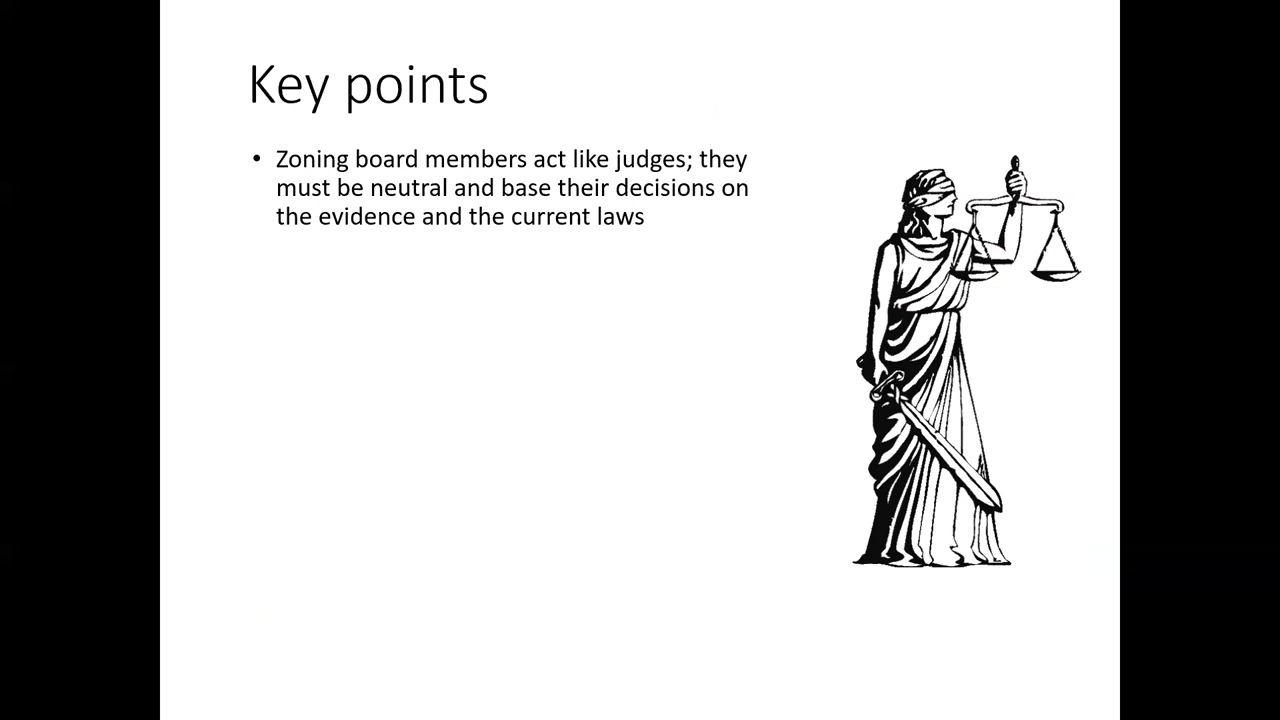 Key points
• Zoning board members act like judges; they
must be neutral and base their decisions on
the evidence and the current laws